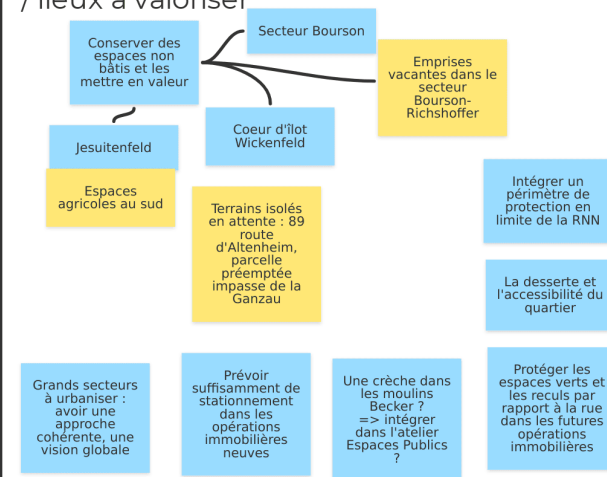 / lieux à valoriser
Conserver des
espaces non
bâtis et les
mettre en valeur
Secteur Bourson
Emprises
vacantes dans le
secteur
Bourson-
Richshoffer
Jesuitenfeld
Coeur d'îlot
Wickenfeld
Espaces
agricoles au sud
Terrains isolés
en attente : 89
route
d'Altenheim,
parcelle
préemptée
impasse de la
Ganzau
Intégrer un
périmètre de
protection en
limite de la RNN
La desserte et
l'accessibilité du
quartier
Grands secteurs
à urbaniser :
avoir une
approche
cohérente, une
vision globale
Prévoir
suffisamment de
stationnement
dans les
opérations
immobilières
neuves
Une crèche dans
les moulins
Becker ?
=> intégrer
dans l'atelier
Espaces Publics
?
Protéger les
espaces verts et
les reculs par
rapport à la rue
dans les futures
opérations
immobilières